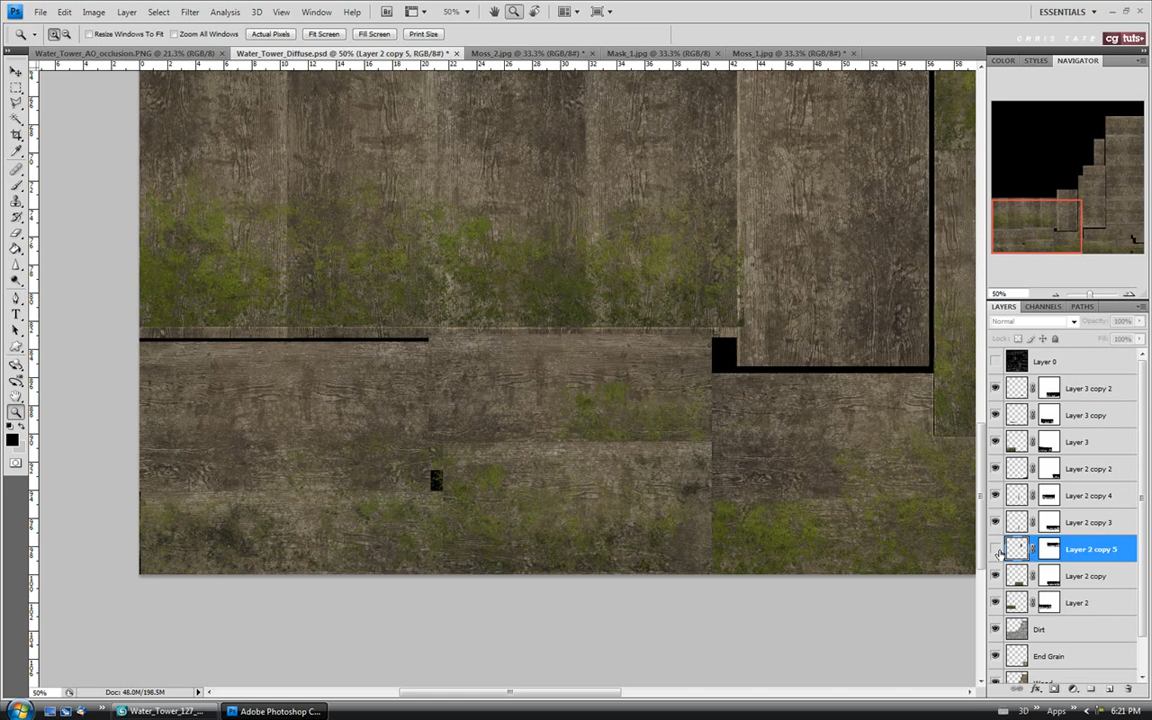 File Edit Image Layer Select Filter Analysis 3D View Window Help 50% ESSENTIALS
Resize Windows To Fit Zoom All Windows Actual Pixels Fit Screen Fill Screen Print Size
CHRIS TATE cgtuts+
Water_Tower_AO_occlusion.PNG @ 21.3% (RGB/8) × Water_Tower_Diffuse.psd @ 50% (Layer 2 copy 5, RGB/8#) * × Moss_2.jpg @ 33.3% (RGB/8#) * × Mask_1.jpg @ 33.3% (RGB/8) × Moss_1.jpg @ 33.3% (RGB/8#) * ×
COLOR STYLES NAVIGATOR
50%
LAYERS CHANNELS PATHS
Normal Opacity: 100%
Lock: Fill: 100%
Layer 0
Layer 3 copy 2
Layer 3 copy
Layer 3
Layer 2 copy 2
Layer 2 copy 4
Layer 2 copy 3
Layer 2 copy 5
Layer 2 copy
Layer 2
Dirt
End Grain
50% Doc: 48.0M/198.5M
Water_Tower_127_... Adobe Photoshop C... 3D Apps 6:21 PM